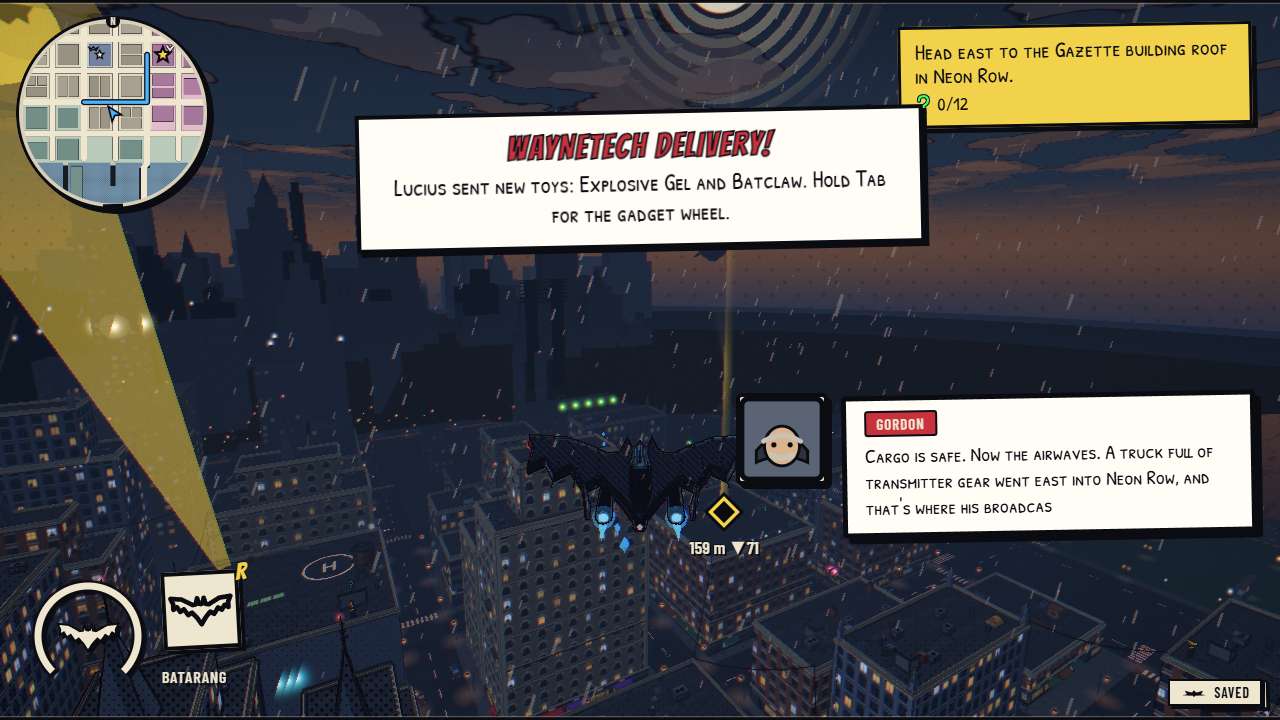 N
Head east to the Gazette building roof
in Neon Row.
? 0/12
Waynetech Delivery!
Lucius sent new toys: Explosive Gel and Batclaw. Hold Tab
for the gadget wheel.
Gordon
Cargo is safe. Now the airwaves. A truck full of
transmitter gear went east into Neon Row, and
that's where his broadcas
159 m ▼71
H
R
Batarang
Saved